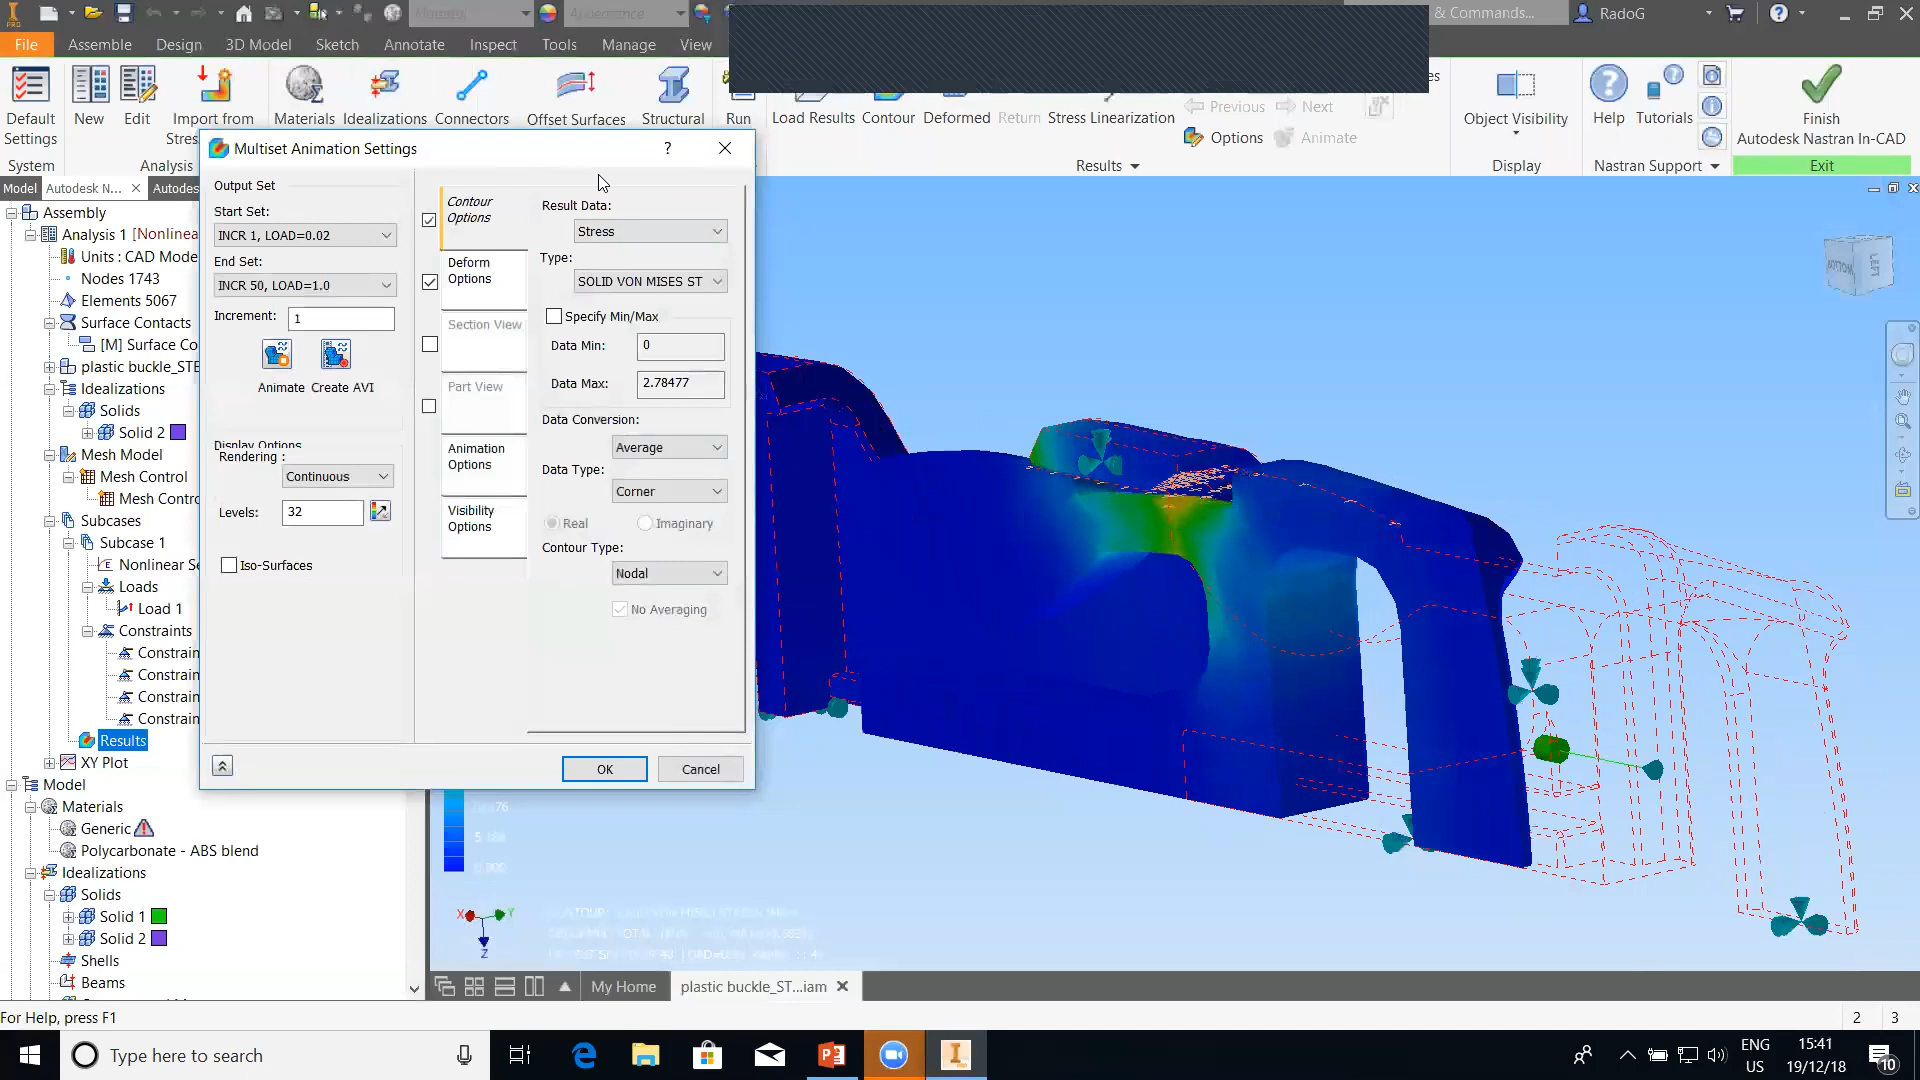 PRO
Material
Appearance
& Commands...
RadoG
File
Assemble
Design
3D Model
Sketch
Annotate
Inspect
Tools
Manage
View
Default
Settings
New
Edit
Import from
Stres
Materials
Idealizations
Connectors
Offset Surfaces
Structural
Run
Load Results
Contour
Deformed
Return
Stress Linearization
Previous
Next
Options
Animate
Object Visibility
Help
Tutorials
Finish
Autodesk Nastran In-CAD
System
Analysis
Results
Display
Nastran Support
Exit
Model
Autodesk N...
Autodes
Assembly
Analysis 1 [Nonlinea
Units : CAD Mode
Nodes 1743
Elements 5067
Surface Contacts
[M] Surface Co
plastic buckle_STE
Idealizations
Solids
Solid 2
Mesh Model
Mesh Control
Mesh Contro
Subcases
Subcase 1
Nonlinear Se
Loads
Load 1
Constraints
Constrain
Constrain
Constrain
Constrain
Results
XY Plot
Model
Materials
Generic
Polycarbonate - ABS blend
Idealizations
Solids
Solid 1
Solid 2
Shells
Beams
Multiset Animation Settings
?
Output Set
Start Set:
INCR 1, LOAD=0.02
End Set:
INCR 50, LOAD=1.0
Increment:
1
Animate
Create AVI
Display Options
Rendering :
Continuous
Levels:
32
Iso-Surfaces
Contour
Options
Deform
Options
Section View
Part View
Animation
Options
Visibility
Options
Result Data:
Stress
Type:
SOLID VON MISES ST
Specify Min/Max
Data Min:
0
Data Max:
2.78477
Data Conversion:
Average
Data Type:
Corner
Real
Imaginary
Contour Type:
Nodal
No Averaging
OK
Cancel
LEFT
BOTTOM
0.000
X
Y
Z
My Home
plastic buckle_ST...iam
For Help, press F1
2
3
Type here to search
ENG
US
15:41
19/12/18
10